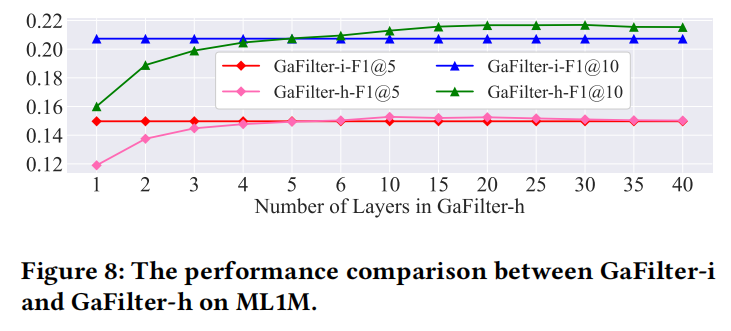 0.22
0.20
0.18
0.16
0.14
0.12
GaFilter-i-F1@5
GaFilter-i-F1@10
GaFilter-h-F1@5
GaFilter-h-F1@10
1 2 3 4 5 6 10 15 20 25 30 35 40
Number of Layers in GaFilter-h
Figure 8: The performance comparison between GaFilter-i
and GaFilter-h on ML1M.